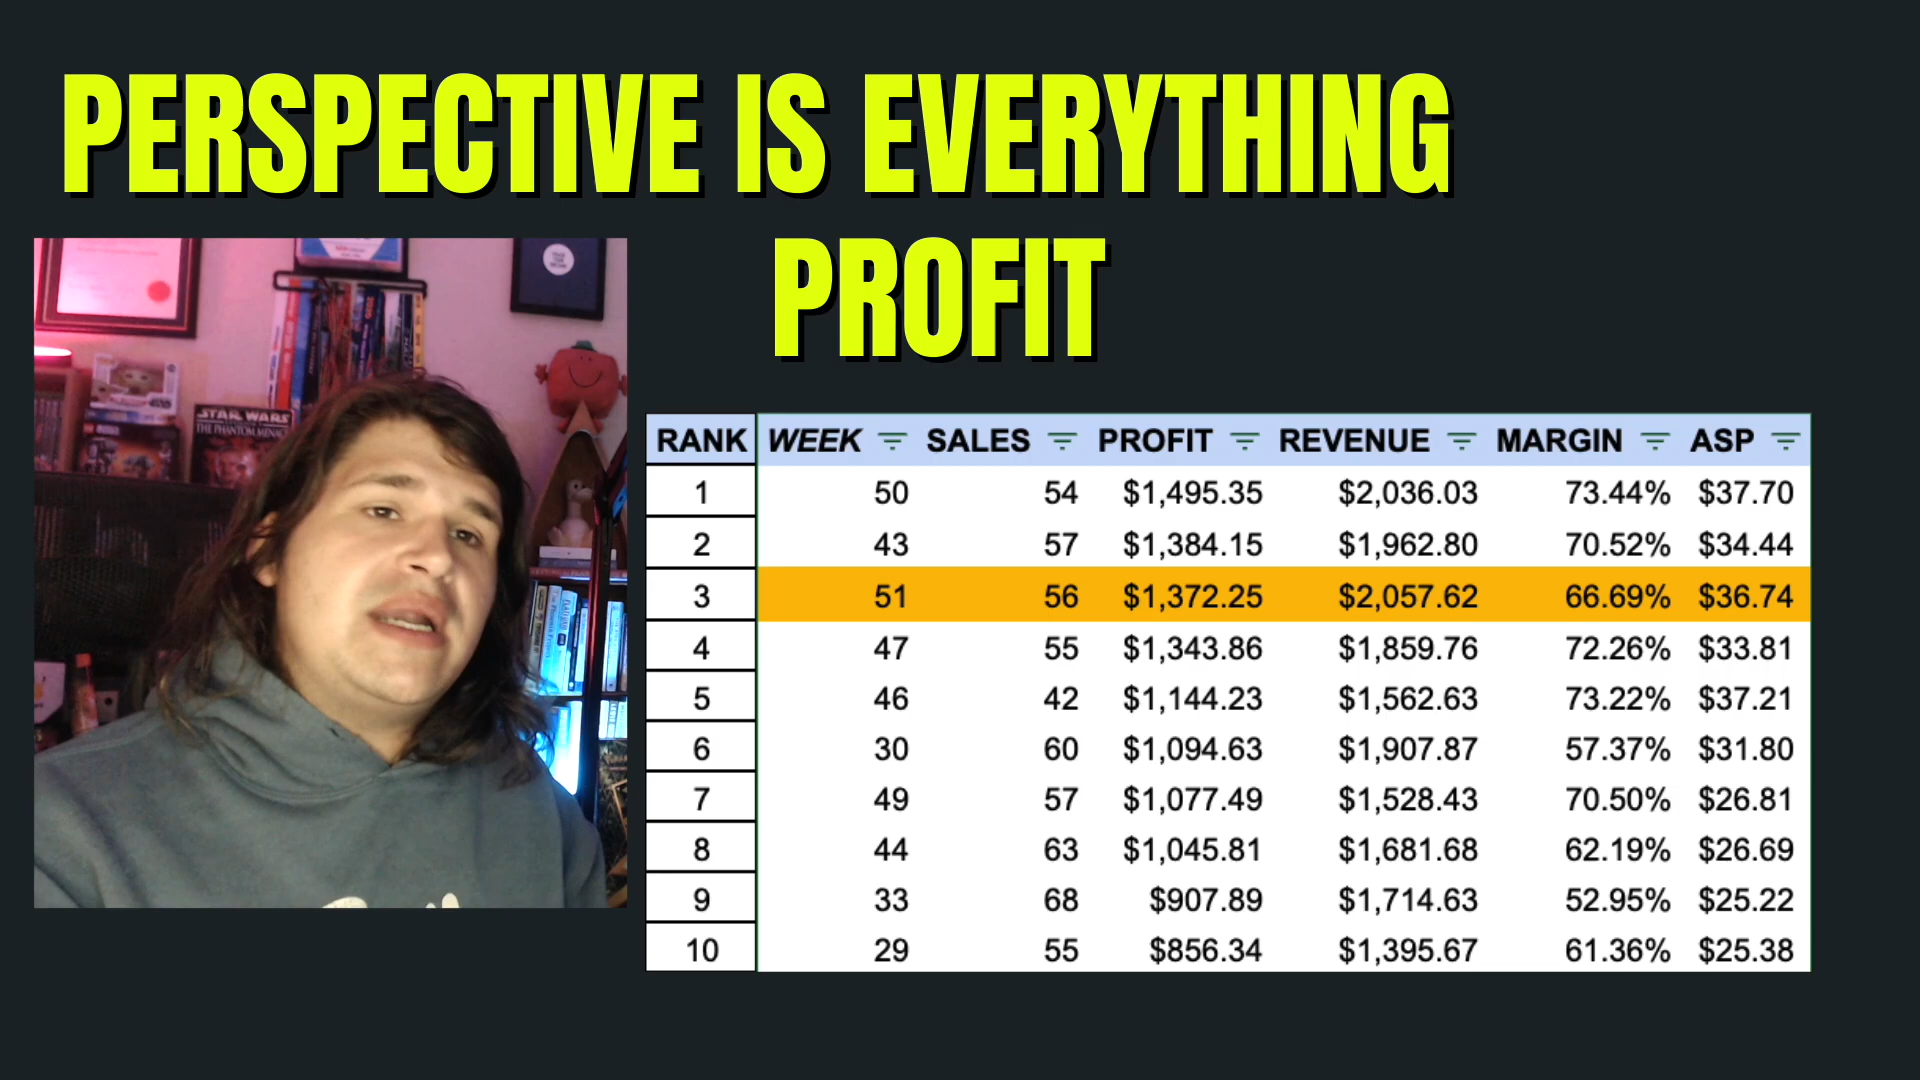 PERSPECTIVE IS EVERYTHING
PROFIT
STAR WARS
THE PHANTOM MENACE
RANK WEEK SALES PROFIT REVENUE MARGIN ASP
1 50 54 $1,495.35 $2,036.03 73.44% $37.70
2 43 57 $1,384.15 $1,962.80 70.52% $34.44
3 51 56 $1,372.25 $2,057.62 66.69% $36.74
4 47 55 $1,343.86 $1,859.76 72.26% $33.81
5 46 42 $1,144.23 $1,562.63 73.22% $37.21
6 30 60 $1,094.63 $1,907.87 57.37% $31.80
7 49 57 $1,077.49 $1,528.43 70.50% $26.81
8 44 63 $1,045.81 $1,681.68 62.19% $26.69
9 33 68 $907.89 $1,714.63 52.95% $25.22
10 29 55 $856.34 $1,395.67 61.36% $25.38